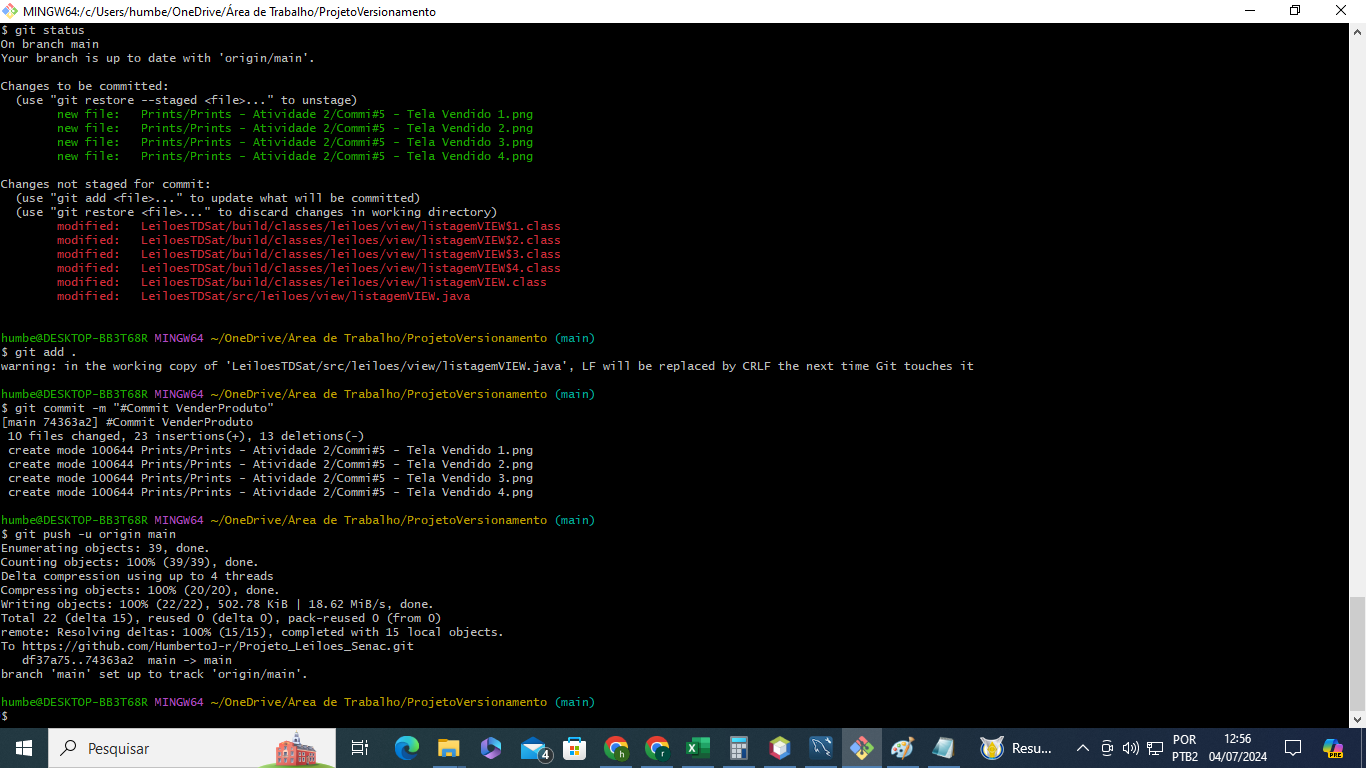 MINGW64:/c/Users/humbe/OneDrive/Área de Trabalho/ProjetoVersionamento
$ git status
On branch main
Your branch is up to date with 'origin/main'.
Changes to be committed:
(use "git restore --staged <file>..." to unstage)
new file:   Prints/Prints - Atividade 2/Commi#5 - Tela Vendido 1.png
new file:   Prints/Prints - Atividade 2/Commi#5 - Tela Vendido 2.png
new file:   Prints/Prints - Atividade 2/Commi#5 - Tela Vendido 3.png
new file:   Prints/Prints - Atividade 2/Commi#5 - Tela Vendido 4.png
Changes not staged for commit:
(use "git add <file>..." to update what will be committed)
(use "git restore <file>..." to discard changes in working directory)
modified:   LeiloesTDSat/build/classes/leiloes/view/listagemVIEW$1.class
modified:   LeiloesTDSat/build/classes/leiloes/view/listagemVIEW$2.class
modified:   LeiloesTDSat/build/classes/leiloes/view/listagemVIEW$3.class
modified:   LeiloesTDSat/build/classes/leiloes/view/listagemVIEW$4.class
modified:   LeiloesTDSat/build/classes/leiloes/view/listagemVIEW.class
modified:   LeiloesTDSat/src/leiloes/view/listagemVIEW.java
humbe@DESKTOP-BB3T68R MINGW64 ~/OneDrive/Área de Trabalho/ProjetoVersionamento (main)
$ git add .
warning: in the working copy of 'LeiloesTDSat/src/leiloes/view/listagemVIEW.java', LF will be replaced by CRLF the next time Git touches it
humbe@DESKTOP-BB3T68R MINGW64 ~/OneDrive/Área de Trabalho/ProjetoVersionamento (main)
$ git commit -m "#Commit VenderProduto"
[main 74363a2] #Commit VenderProduto
10 files changed, 23 insertions(+), 13 deletions(-)
create mode 100644 Prints/Prints - Atividade 2/Commi#5 - Tela Vendido 1.png
create mode 100644 Prints/Prints - Atividade 2/Commi#5 - Tela Vendido 2.png
create mode 100644 Prints/Prints - Atividade 2/Commi#5 - Tela Vendido 3.png
create mode 100644 Prints/Prints - Atividade 2/Commi#5 - Tela Vendido 4.png
humbe@DESKTOP-BB3T68R MINGW64 ~/OneDrive/Área de Trabalho/ProjetoVersionamento (main)
$ git push -u origin main
Enumerating objects: 39, done.
Counting objects: 100% (39/39), done.
Delta compression using up to 4 threads
Compressing objects: 100% (20/20), done.
Writing objects: 100% (22/22), 502.78 KiB | 18.62 MiB/s, done.
Total 22 (delta 15), reused 0 (delta 0), pack-reused 0 (from 0)
remote: Resolving deltas: 100% (15/15), completed with 15 local objects.
To https://github.com/HumbertoJ-r/Projeto_Leiloes_Senac.git
df37a75..74363a2  main -> main
branch 'main' set up to track 'origin/main'.
humbe@DESKTOP-BB3T68R MINGW64 ~/OneDrive/Área de Trabalho/ProjetoVersionamento (main)
$
Pesquisar
4
h
r
Resu...
POR
PTB2
12:56
04/07/2024
PRE